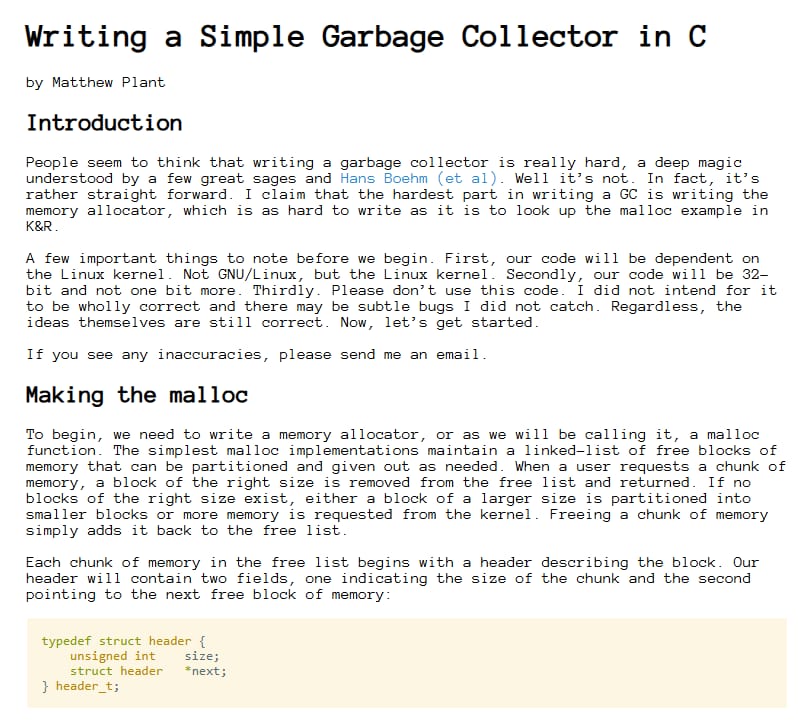 Writing a Simple Garbage Collector in C
by Matthew Plant
Introduction
People seem to think that writing a garbage collector is really hard, a deep magic
understood by a few great sages and Hans Boehm (et al). Well it’s not. In fact, it’s
rather straight forward. I claim that the hardest part in writing a GC is writing the
memory allocator, which is as hard to write as it is to look up the malloc example in
K&R.
A few important things to note before we begin. First, our code will be dependent on
the Linux kernel. Not GNU/Linux, but the Linux kernel. Secondly, our code will be 32-
bit and not one bit more. Thirdly. Please don’t use this code. I did not intend for it
to be wholly correct and there may be subtle bugs I did not catch. Regardless, the
ideas themselves are still correct. Now, let’s get started.
If you see any inaccuracies, please send me an email.
Making the malloc
To begin, we need to write a memory allocator, or as we will be calling it, a malloc
function. The simplest malloc implementations maintain a linked-list of free blocks of
memory that can be partitioned and given out as needed. When a user requests a chunk of
memory, a block of the right size is removed from the free list and returned. If no
blocks of the right size exist, either a block of a larger size is partitioned into
smaller blocks or more memory is requested from the kernel. Freeing a chunk of memory
simply adds it back to the free list.
Each chunk of memory in the free list begins with a header describing the block. Our
header will contain two fields, one indicating the size of the chunk and the second
pointing to the next free block of memory:
typedef struct header {
    unsigned int    size;
    struct header   *next;
} header_t;